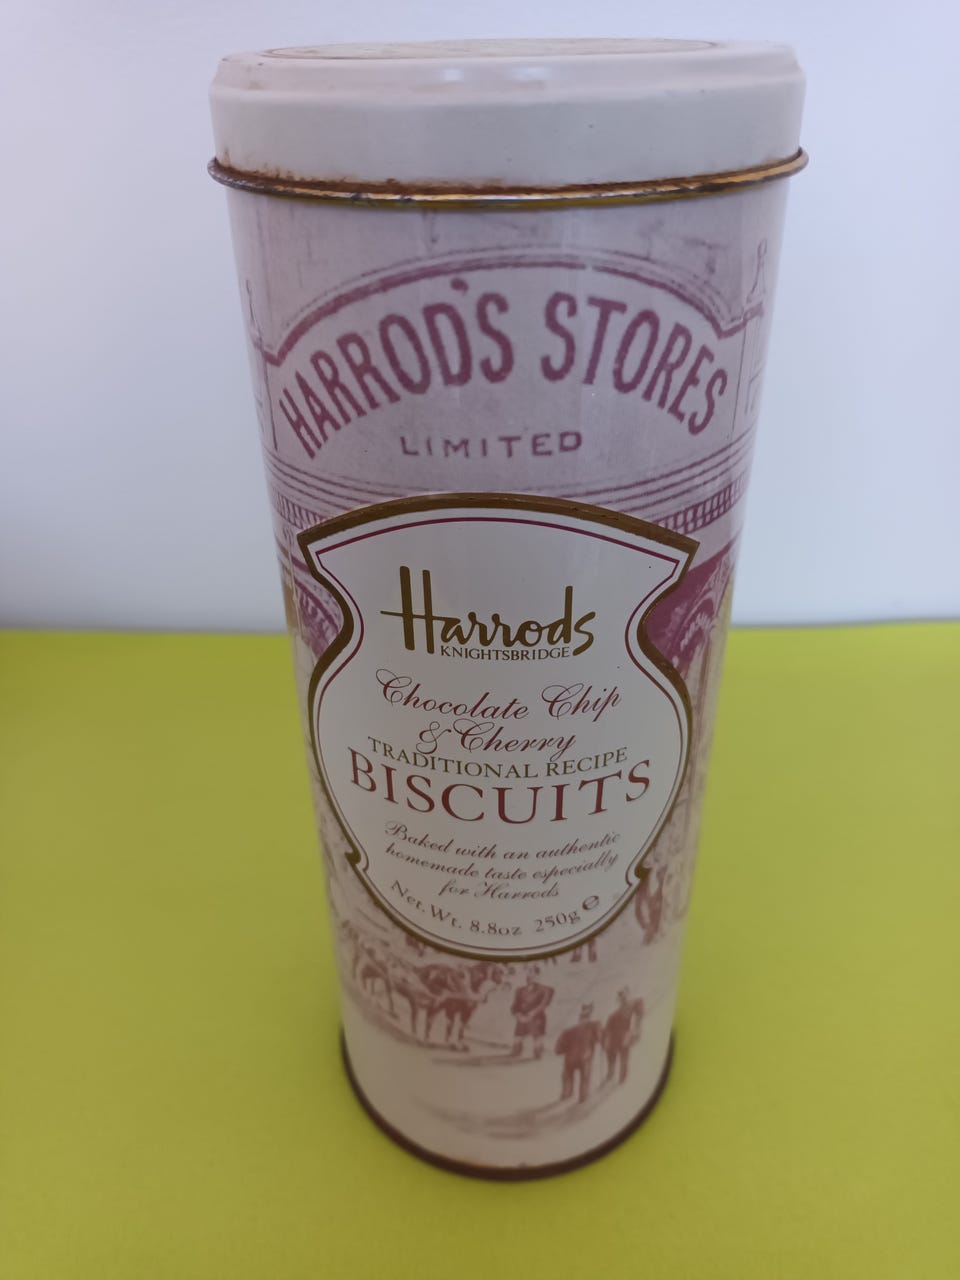 HARROD'S STORES
LIMITED
Harrods
KNIGHTSBRIDGE
Chocolate Chip
& Cherry
TRADITIONAL RECIPE
BISCUITS
Baked with an authentic
homemade taste especially
for Harrods
Net. Wt. 8.8oz 250g ℮